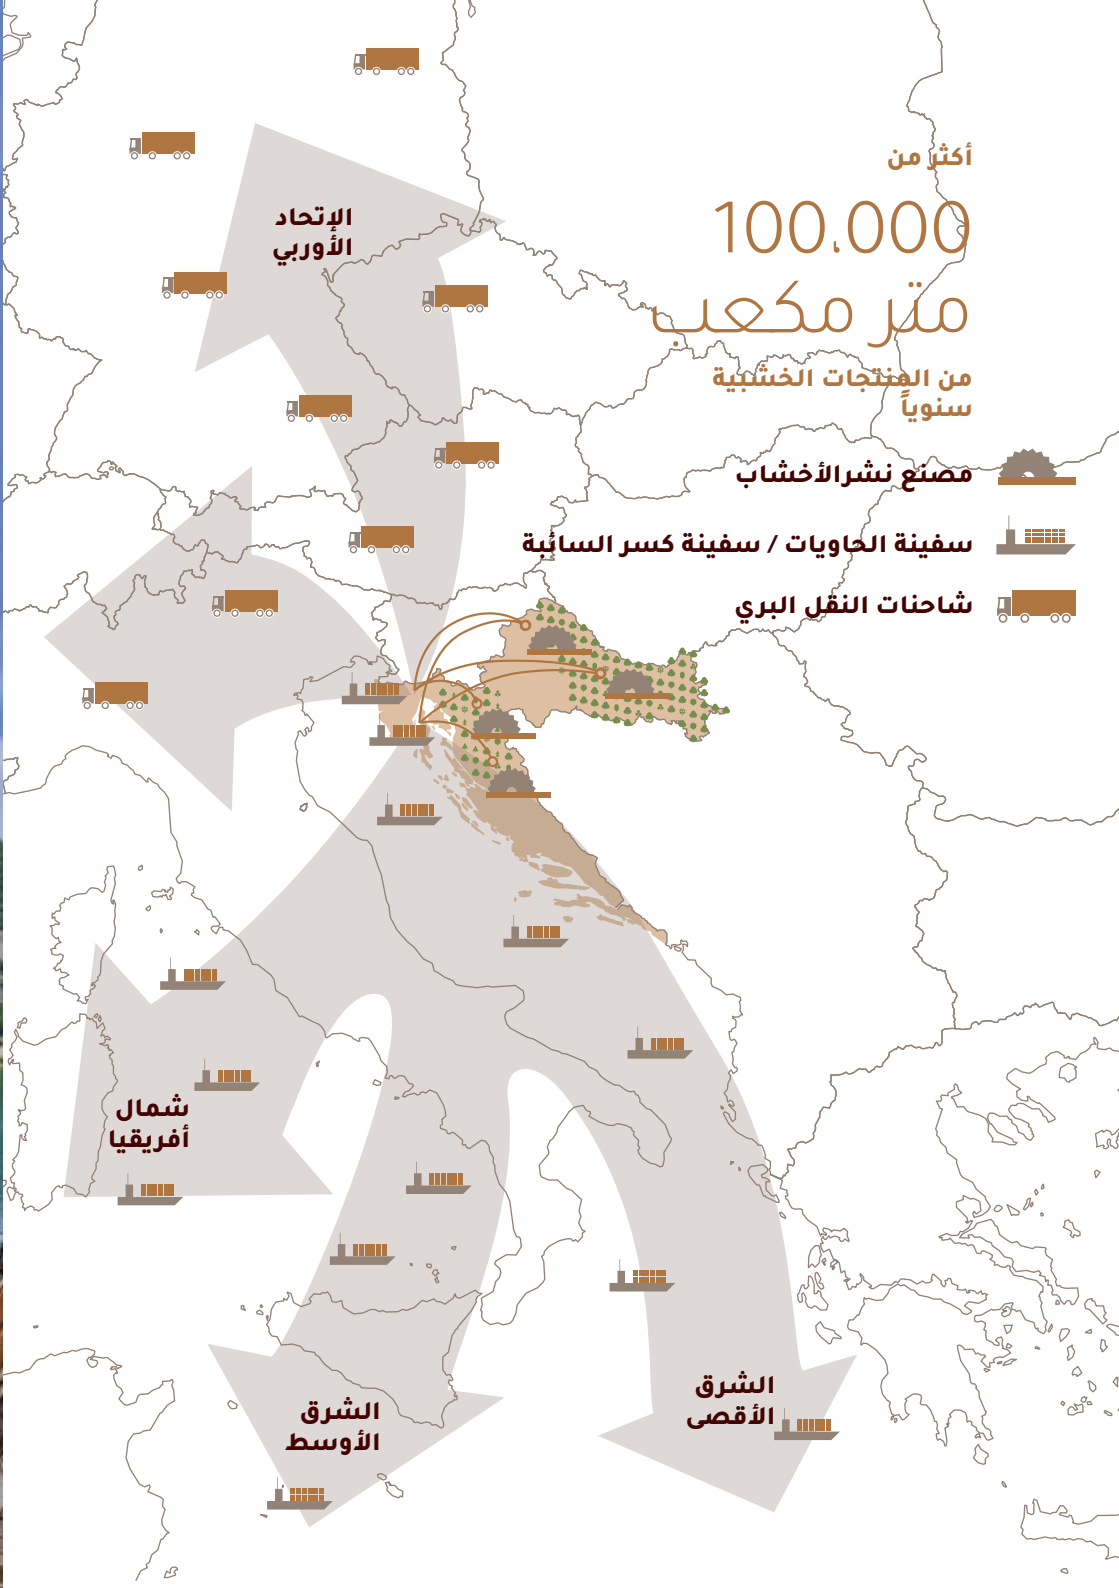 أكثر من
100,000
متر مكعب
من المنتجات الخشبية
سنوياً
مصنع نشرالأخشاب
سفينة الحاويات / سفينة كسر السائبة
شاحنات النقل البري
الإتحاد
الأوربي
شمال
أفريقيا
الشرق
الأوسط
الشرق
الأقصى